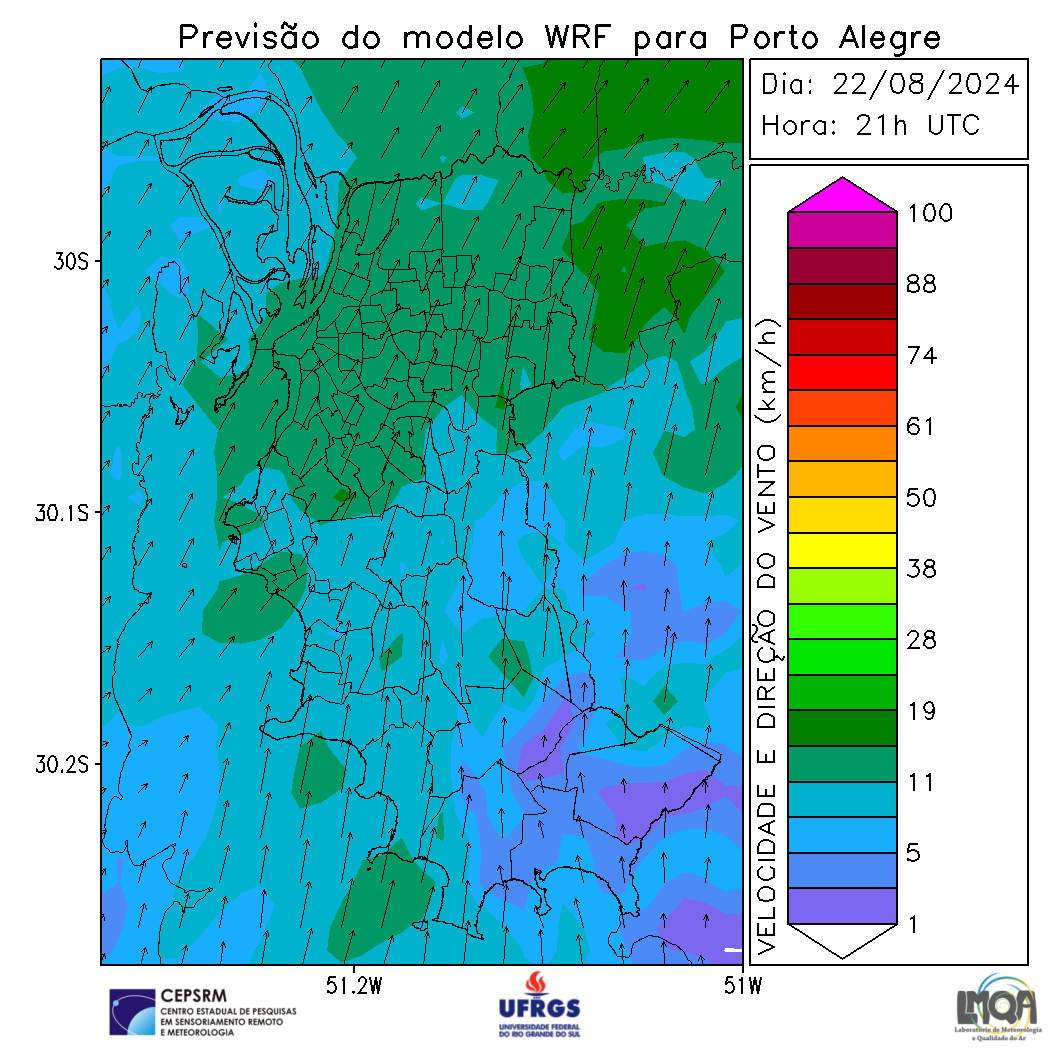 Previsão do modelo WRF para Porto Alegre
Dia: 22/08/2024
Hora: 21h UTC
30S
30.1S
30.2S
51.2W
51W
VELOCIDADE E DIREÇÃO DO VENTO (km/h)
100
88
74
61
50
38
28
19
11
5
1
CEPSRM
CENTRO ESTADUAL DE PESQUISAS
EM SENSORIAMENTO REMOTO
E METEOROLOGIA
UFRGS
UNIVERSIDADE FEDERAL
DO RIO GRANDE DO SUL
LMQA
Laboratório de Meteorologia
e Qualidade do Ar